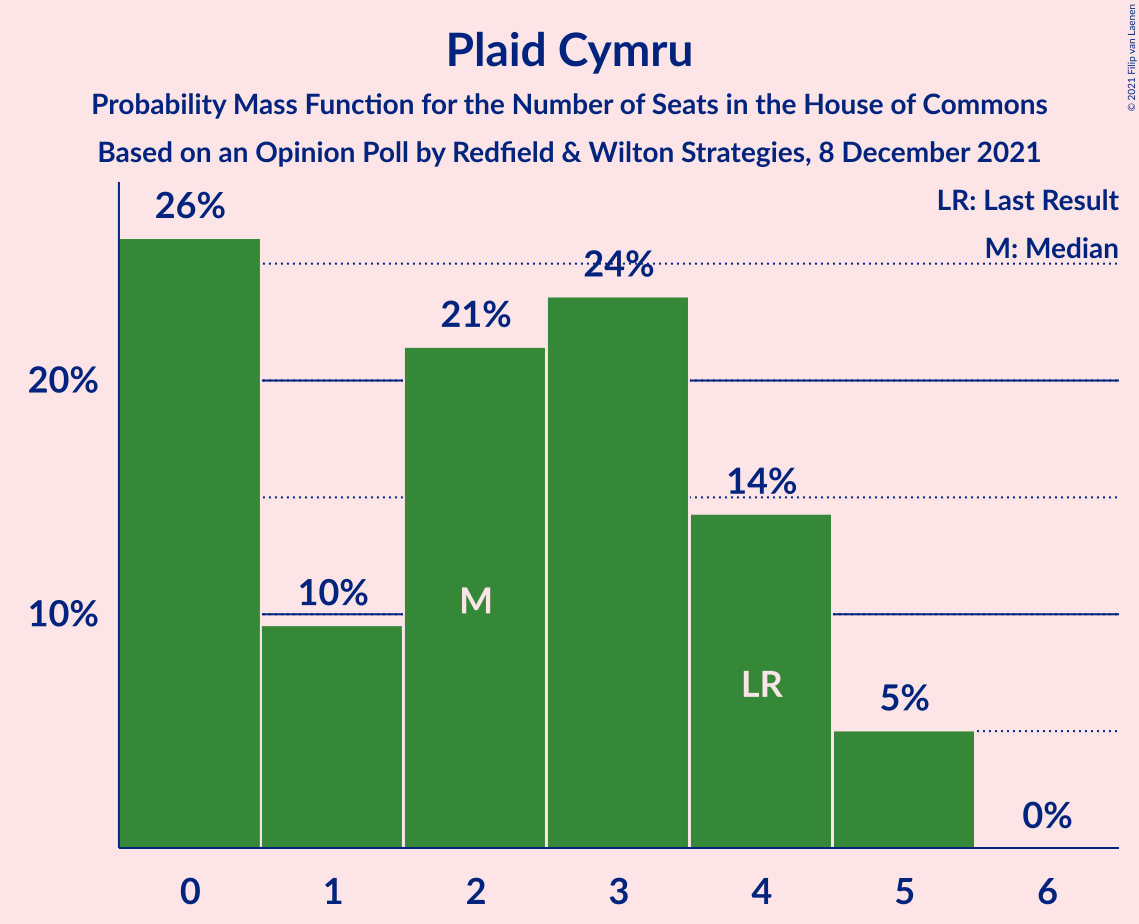 Plaid Cymru
Probability Mass Function for the Number of Seats in the House of Commons
Based on an Opinion Poll by Redfield & Wilton Strategies, 8 December 2021
© 2021 Filip van Laenen
LR: Last Result
M: Median
26%
24%
21%
20%
14%
10%
10%
M
LR
5%
0%
0 1 2 3 4 5 6